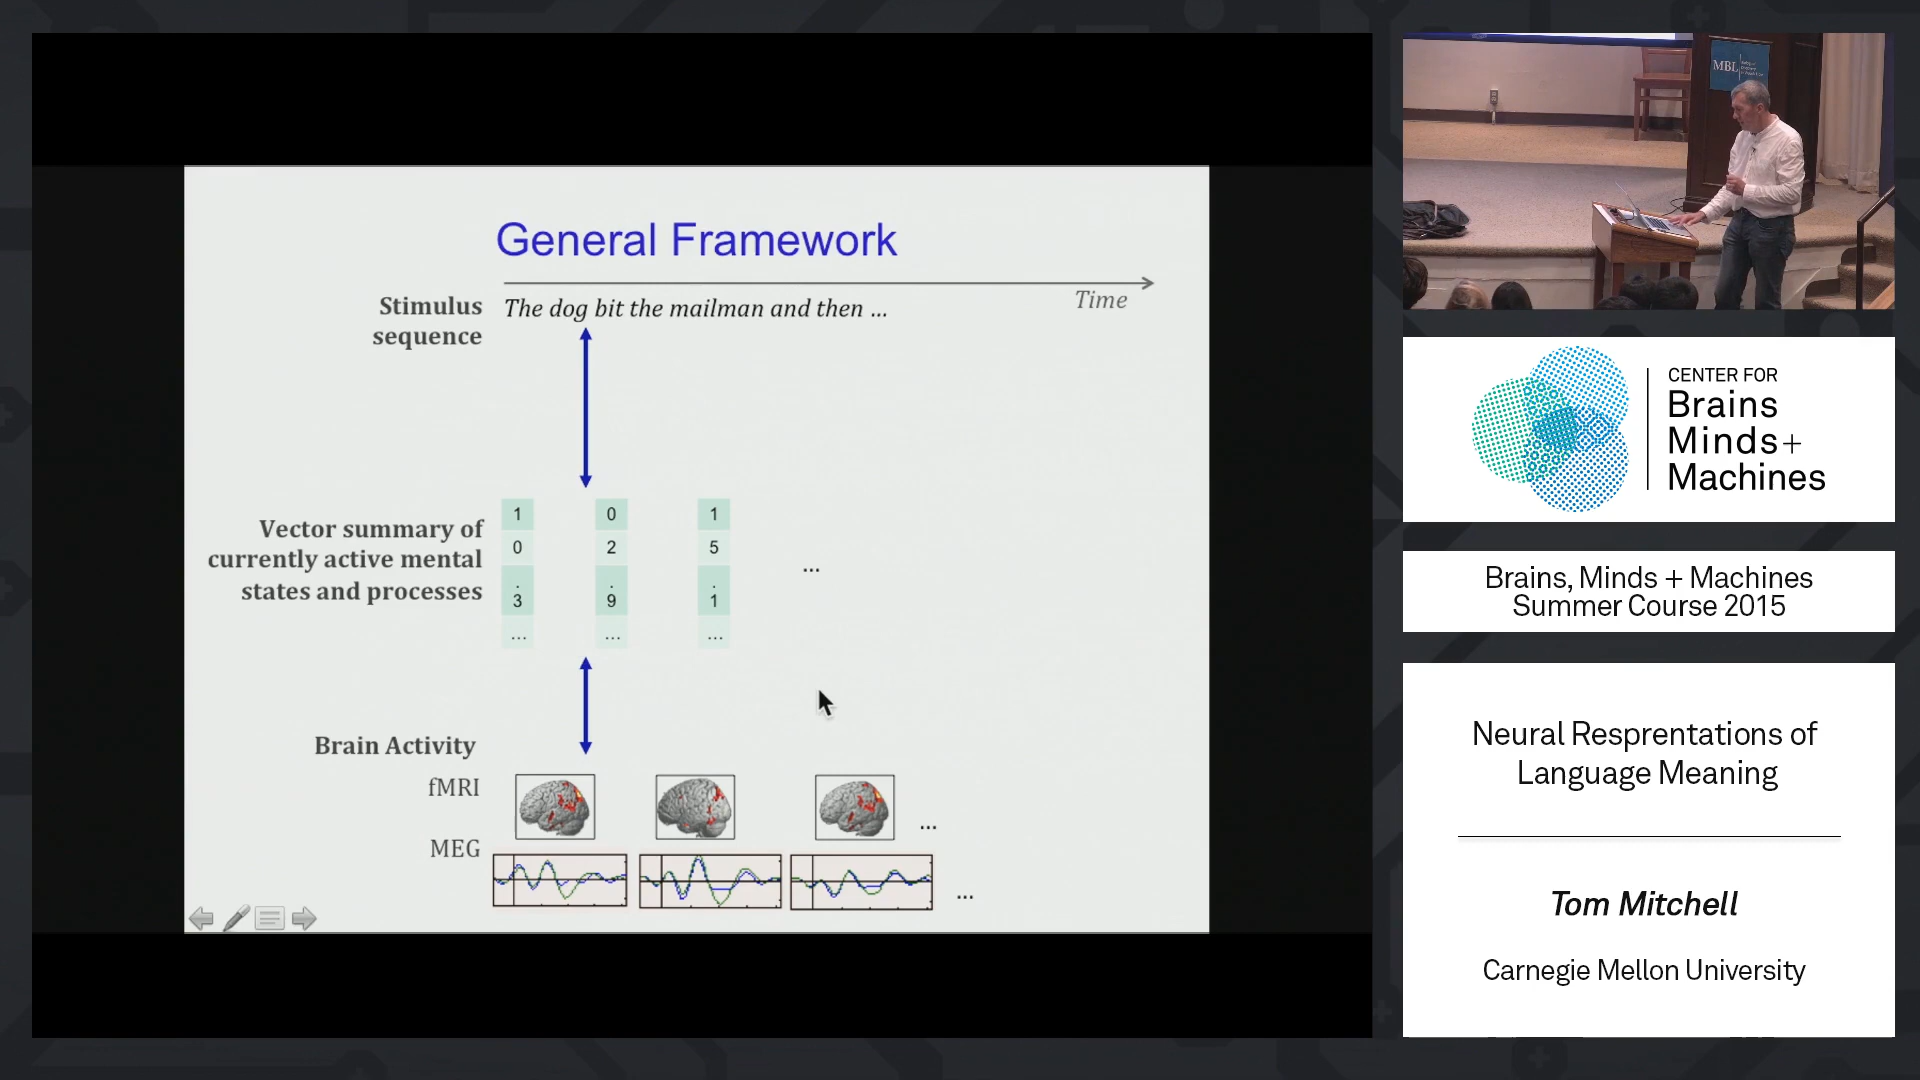 General Framework
Time
Stimulus
sequence
The dog bit the mailman and then ...
Vector summary of
currently active mental
states and processes
1 0 1
0 2 5
. . .
3 9 1
... ... ...
...
Brain Activity
fMRI
...
MEG
...
MBL
CENTER FOR
Brains
Minds+
Machines
Brains, Minds + Machines
Summer Course 2015
Neural Resprentations of
Language Meaning
Tom Mitchell
Carnegie Mellon University